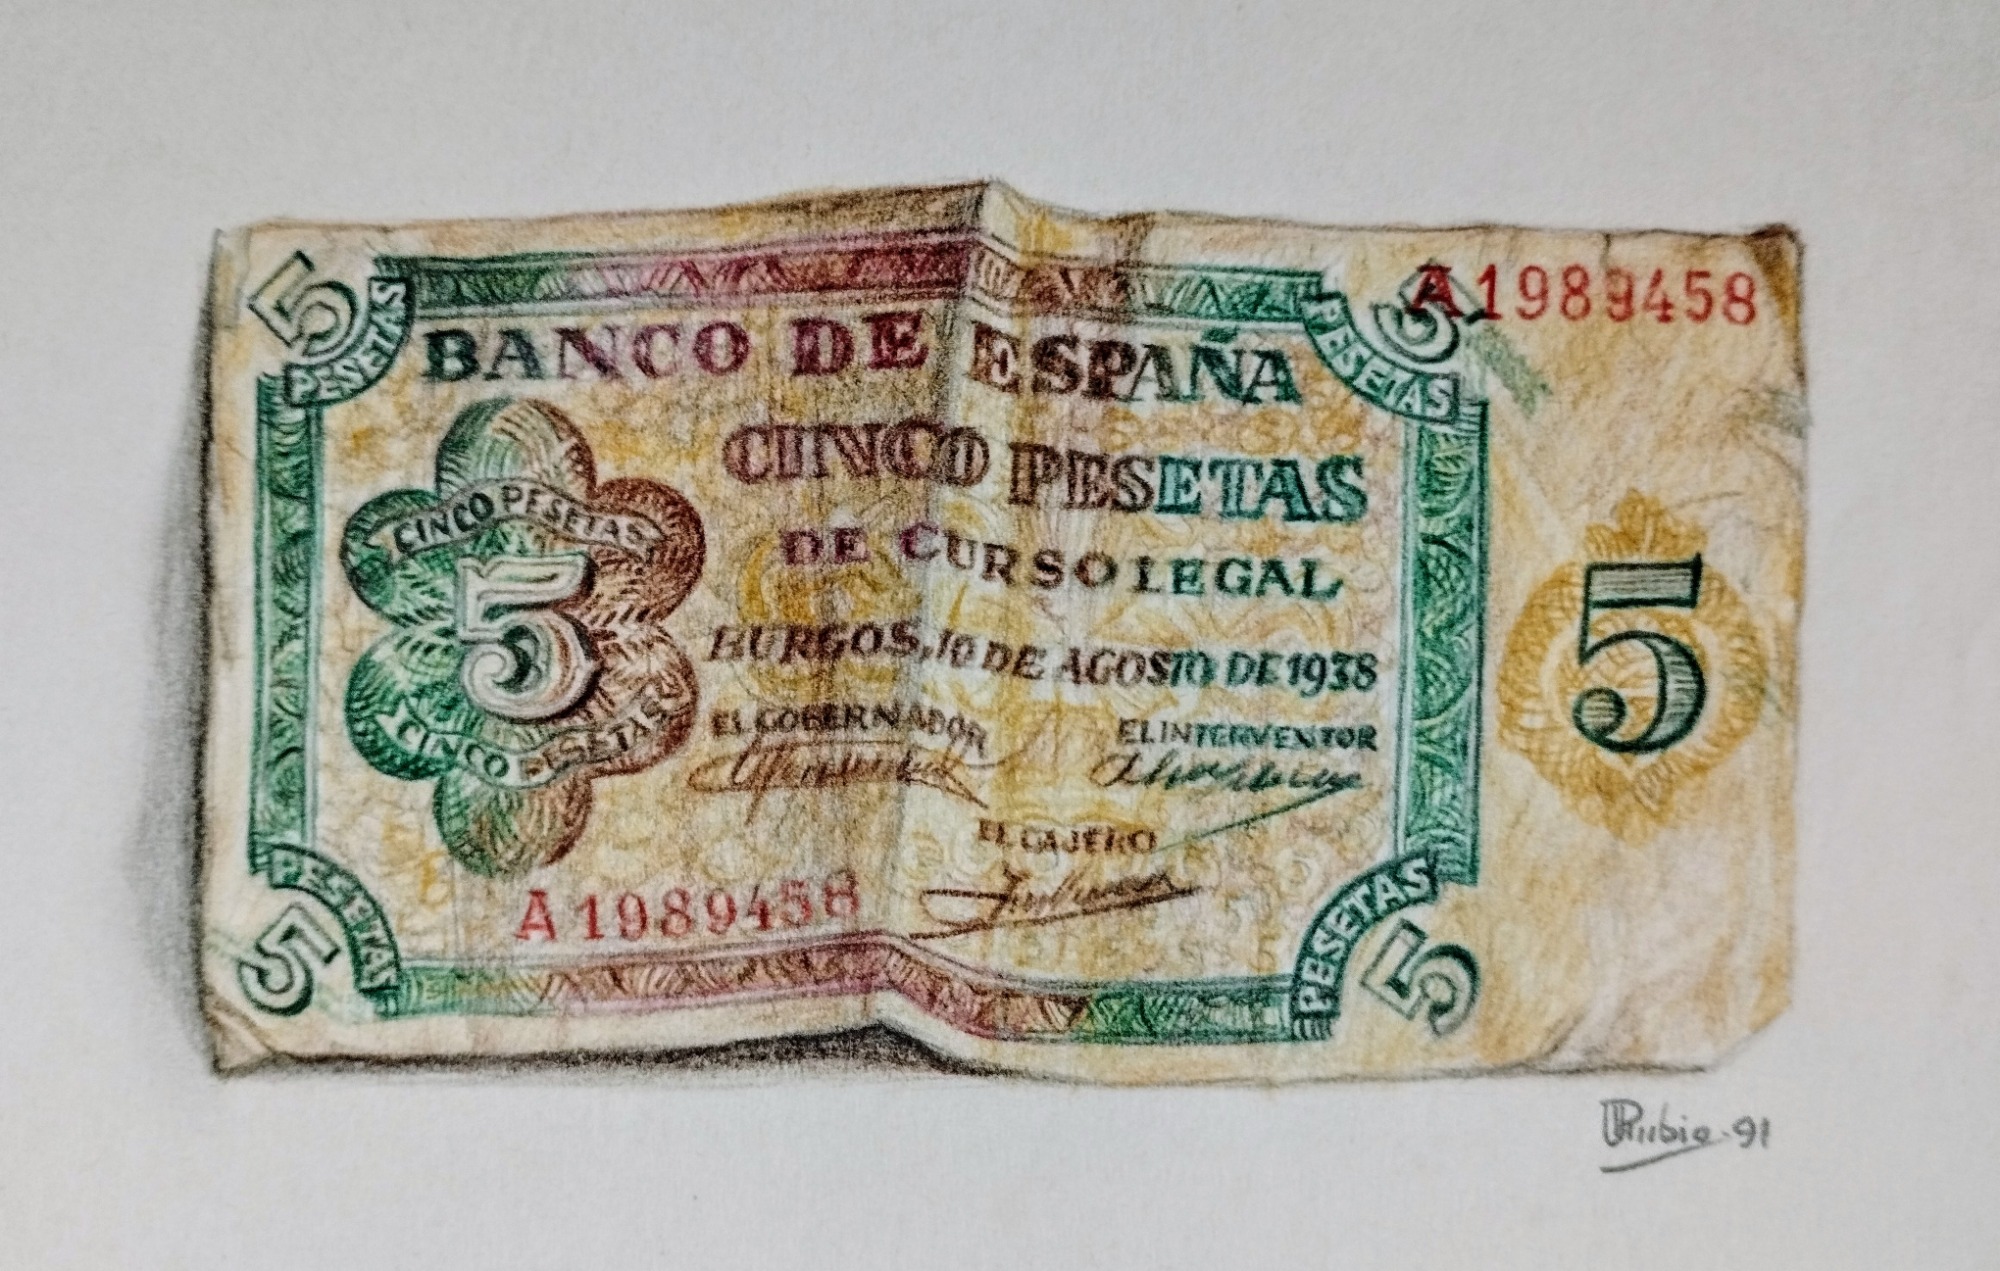 5 PESETAS
5 PESETAS
A1989458
BANCO DE ESPAÑA
CINCO PESETAS
DE CURSO LEGAL
CINCO PESETAS
5
CINCO PESETAS
BURGOS, 10 DE AGOSTO DE 1938
5
EL GOBERNADOR
EL INTERVENTOR
EL CAJERO
A1989458
PESETAS 5
PESETAS 5
Rubio-91